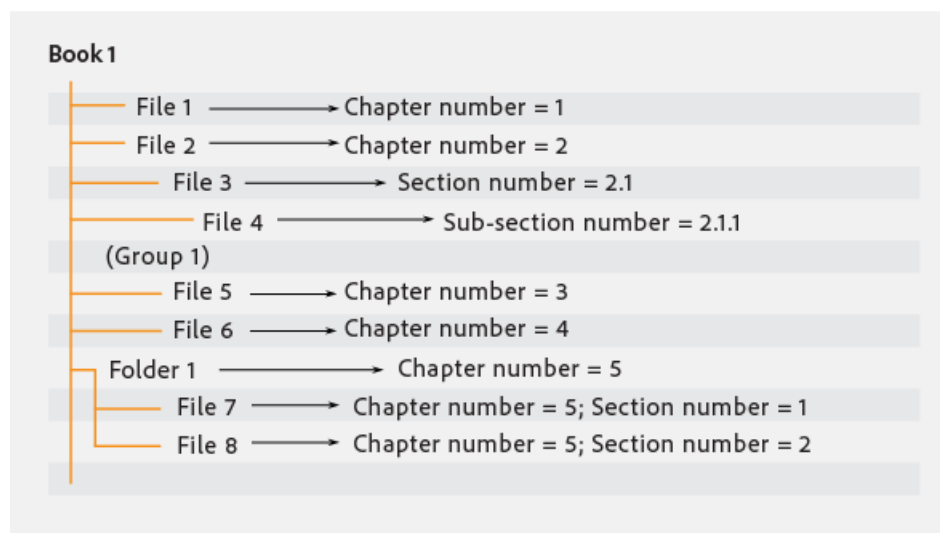 Book 1
File 1 Chapter number = 1
File 2 Chapter number = 2
File 3 Section number = 2.1
File 4 Sub-section number = 2.1.1
(Group 1)
File 5 Chapter number = 3
File 6 Chapter number = 4
Folder 1 Chapter number = 5
File 7 Chapter number = 5; Section number = 1
File 8 Chapter number = 5; Section number = 2